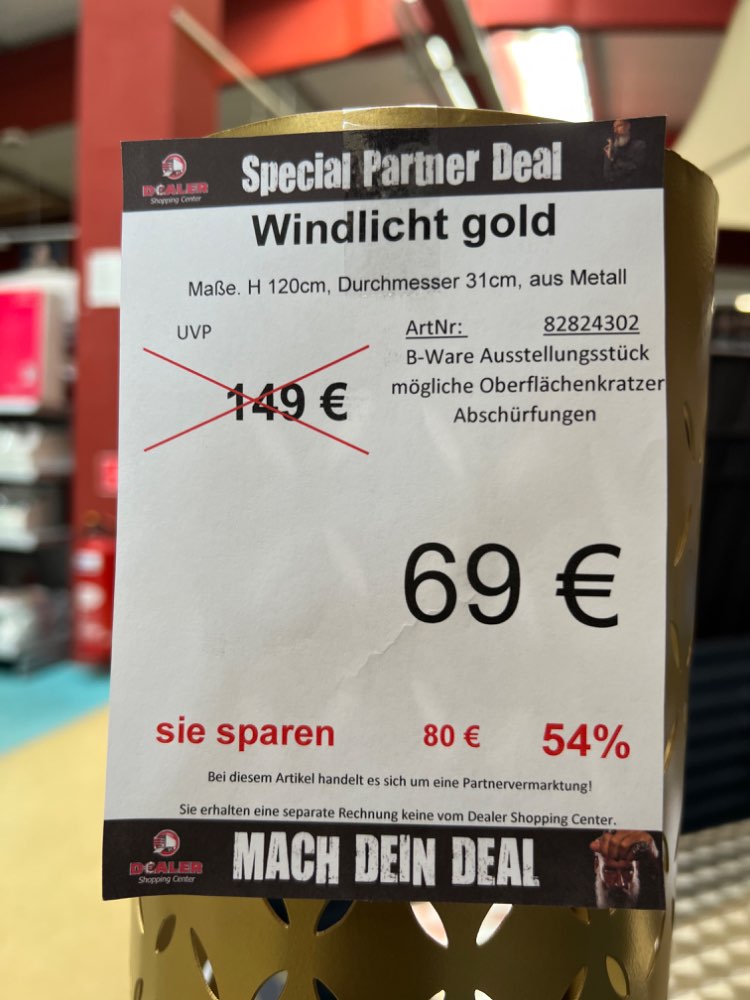 DEALER
Shopping Center
Special Partner Deal
Windlicht gold
Maße. H 120cm, Durchmesser 31cm, aus Metall
UVP
149 €
ArtNr: 82824302
B-Ware Ausstellungsstück
mögliche Oberflächenkratzer
Abschürfungen
69 €
sie sparen 80 € 54%
Bei diesem Artikel handelt es sich um eine Partnervermarktung!
Sie erhalten eine separate Rechnung keine vom Dealer Shopping Center.
DEALER
Shopping Center
MACH DEIN DEAL